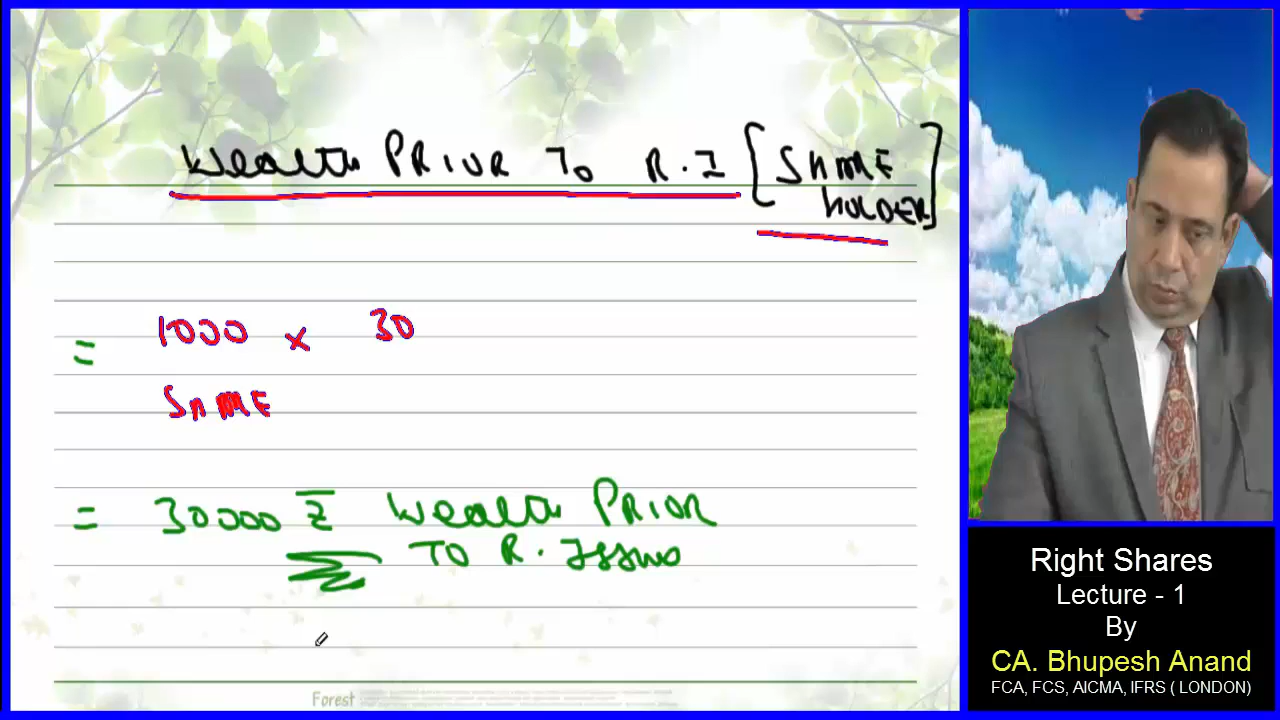 Wealth PRIOR TO R.I [SHARE
HOLDER]
= 1000 × 30
SHARE
= 30000 Wealth PRIOR
TO R. Issue
Forest
Right Shares
Lecture - 1
By
CA. Bhupesh Anand
FCA, FCS, AICMA, IFRS ( LONDON)